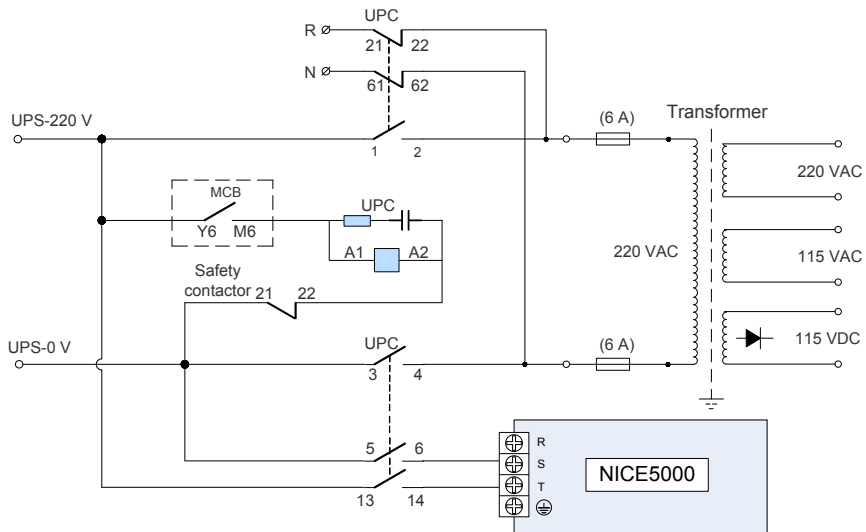 UPC
R
21 22
N
61 62
UPS-220 V
1 2
(6 A)
Transformer
220 VAC
MCB
Y6 M6
UPC
A1 A2
220 VAC
115 VAC
Safety
contactor 21 22
UPS-0 V
UPC
3 4
(6 A)
115 VDC
5 6
13 14
R
S
T
NICE5000